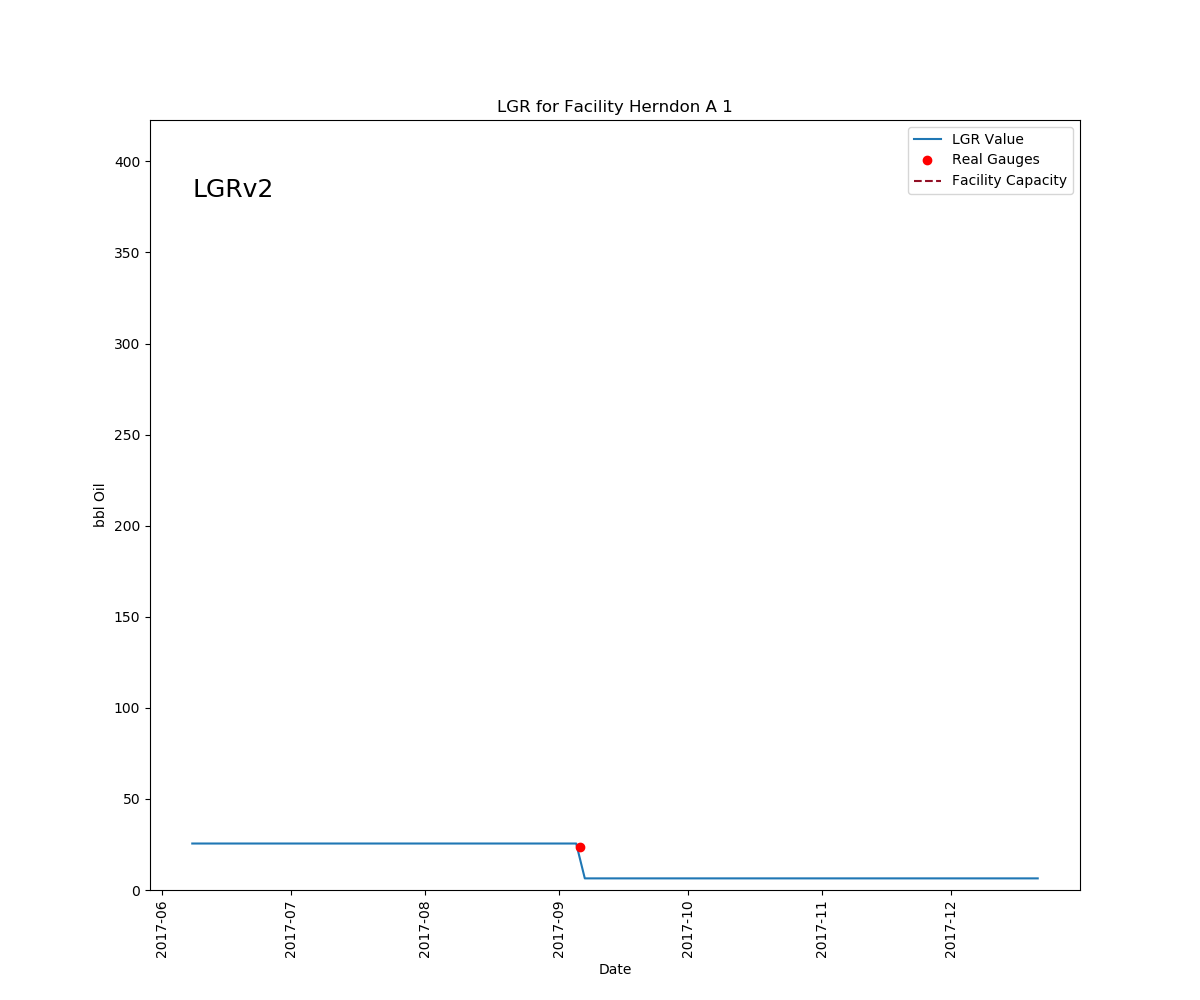 LGR for Facility Herndon A 1
LGRv2
LGR Value
Real Gauges
Facility Capacity
bbl Oil
400
350
300
250
200
150
100
50
0
2017-06
2017-07
2017-08
2017-09
2017-10
2017-11
2017-12
Date